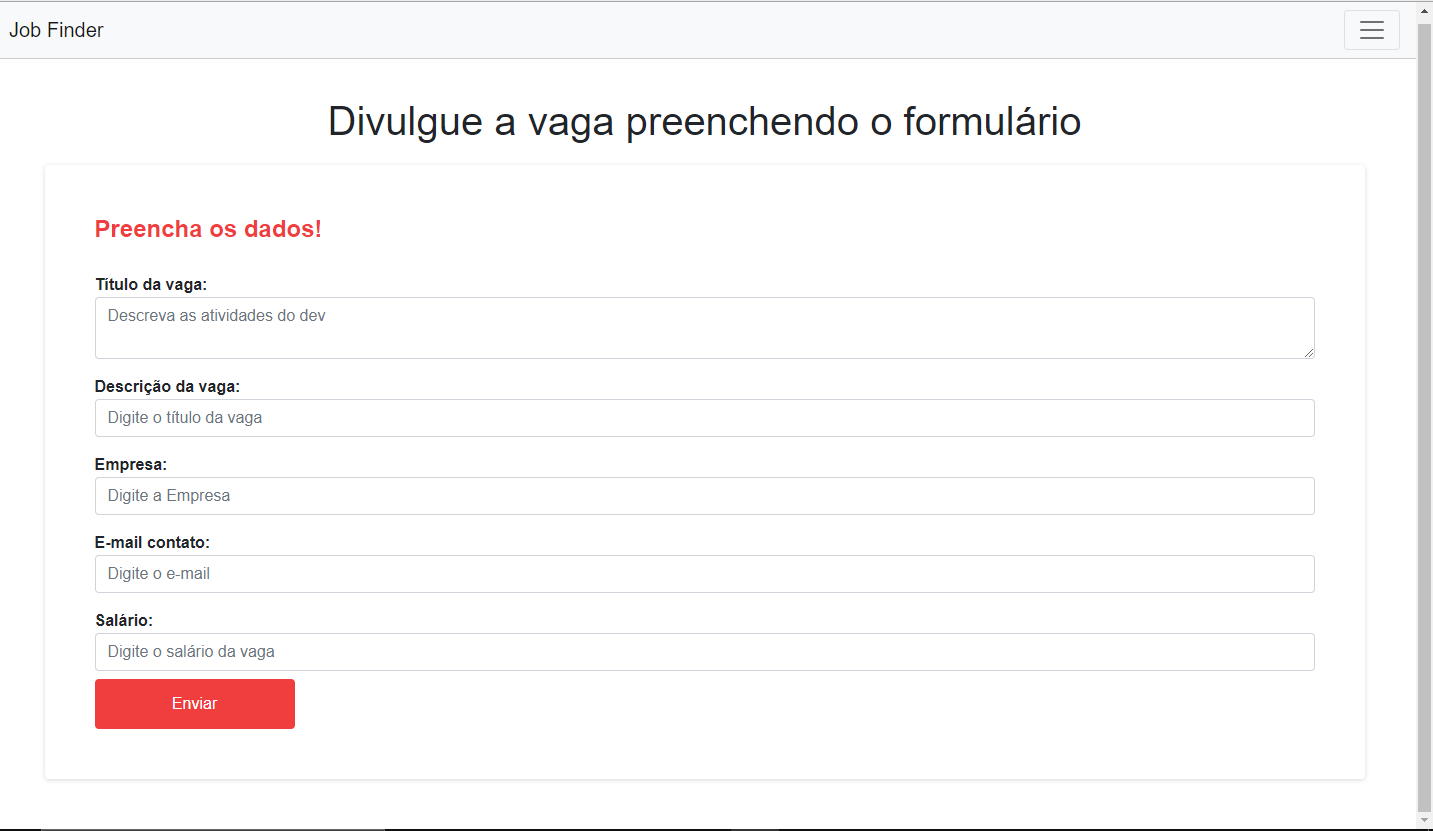 Job Finder
Divulgue a vaga preenchendo o formulário
Preencha os dados!
Título da vaga:
Descreva as atividades do dev
Descrição da vaga:
Digite o título da vaga
Empresa:
Digite a Empresa
E-mail contato:
Digite o e-mail
Salário:
Digite o salário da vaga
Enviar